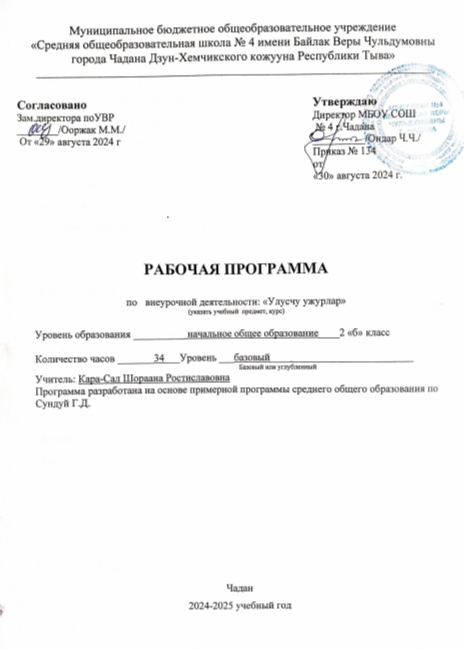 Муниципальное бюджетное общеобразовательное учреждение
«Средняя общеобразовательная школа № 4 имени Байлак Веры Чульдумовны
города Чадана Дзун-Хемчикского кожууна Республики Тыва»
Согласовано
Зам.директора поУВР
/Ооржак М.М./
От «29» августа 2024 г
Утверждаю
Директор МБОУ СОШ
№ 4 г.Чадана
/Ондар Ч.Ч./
Приказ № 134
от
«30» августа 2024 г.
РАБОЧАЯ ПРОГРАММА
по внеурочной деятельности: «Улусчу ужурлар»
(указать учебный предмет, курс)
Уровень образования начальное общее образование 2 «б» класс
Количество часов 34 Уровень базовый
Базовый или углубленный
Учитель: Кара-Сал Шораана Ростиславовна
Программа разработана на основе примерной программы среднего общего образования по
Сундуй Г.Д.
Чадан
2024-2025 учебный год